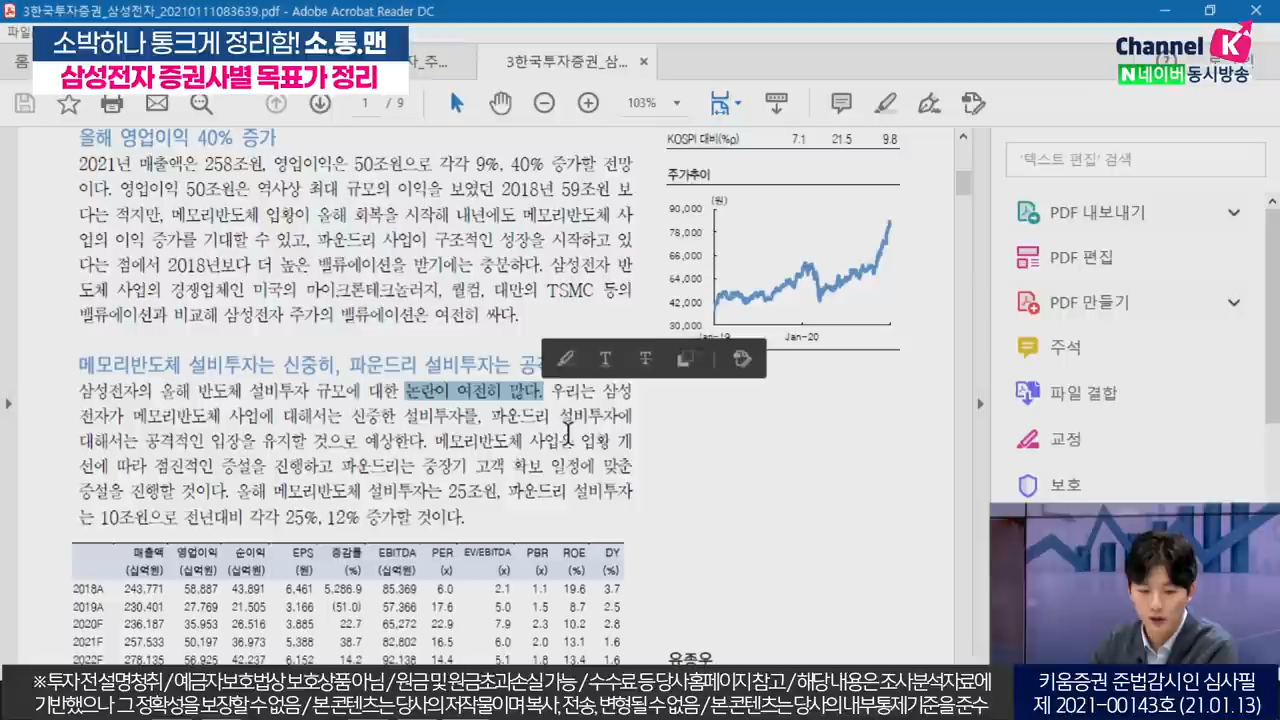 3한국투자증권_삼성전자_20210111083639.pdf - Adobe Acrobat Reader DC
소박하나 통크게 정리함! 소.통.맨
삼성전자 증권사별 목표가 정리
Channel K
N 네이버 동시방송
파일
홈
자_주...
3한국투자증권_삼... ×
1 / 9
103%
올해 영업이익 40% 증가
2021년 매출액은 258조원, 영업이익은 50조원으로 각각 9%, 40% 증가할 전망
이다. 영업이익 50조원은 역사상 최대 규모의 이익을 보였던 2018년 59조원 보
다는 적지만, 메모리반도체 업황이 올해 회복을 시작해 내년에도 메모리반도체 사
업의 이익 증가를 기대할 수 있고, 파운드리 사업이 구조적인 성장을 시작하고 있
다는 점에서 2018년보다 더 높은 밸류에이션을 받기에는 충분하다. 삼성전자 반
도체 사업의 경쟁업체인 미국의 마이크론테크놀러지, 퀄컴, 대만의 TSMC 등의
밸류에이션과 비교해 삼성전자 주가의 밸류에이션은 여전히 싸다.
메모리반도체 설비투자는 신중히, 파운드리 설비투자는 공
삼성전자의 올해 반도체 설비투자 규모에 대한 논란이 여전히 많다. 우리는 삼성
전자가 메모리반도체 사업에 대해서는 신중한 설비투자를, 파운드리 설비투자에
대해서는 공격적인 입장을 유지할 것으로 예상한다. 메모리반도체 사업은 업황 개
선에 따라 점진적인 증설을 진행하고 파운드리는 중장기 고객 확보 일정에 맞춘
증설을 진행할 것이다. 올해 메모리반도체 설비투자는 25조원, 파운드리 설비투자
는 10조원으로 전년대비 각각 25%, 12% 증가할 것이다.
매출액 영업이익 순이익 EPS 증감률 EBITDA PER EV/EBITDA PBR ROE DY
(십억원) (십억원) (십억원) (원) (%) (십억원) (x) (x) (x) (%) (%)
2018A 243,771 58,887 43,891 6,461 5,286.9 85,369 6.0 2.1 1.1 19.6 3.7
2019A 230,401 27,769 21,505 3,166 (51.0) 57,366 17.6 5.0 1.5 8.7 2.5
2020F 236,187 35,953 26,516 3,885 22.7 65,272 22.9 7.9 2.3 10.2 2.8
2021F 257,533 50,197 36,973 5,388 38.7 82,802 16.5 6.0 2.0 13.1 1.6
2022F 278,135 56,925 42,237 6,152 14.2 92,138 14.4 5.1 1.8 13.4 1.6
KOSPI 대비(%p) 7.1 21.5 9.8
주가추이
(원)
90,000
78,000
66,000
54,000
42,000
30,000
Jan-19 Jan-20
유종우
'텍스트 편집' 검색
PDF 내보내기
PDF 편집
PDF 만들기
주석
파일 결합
교정
보호
※ 투자 전 설명청취 / 예금자보호법상 보호상품 아님 / 원금 및 원금초과손실 가능 / 수수료 등 당사홈페이지 참고 / 해당 내용은 조사분석자료에
기반했으나 그 정확성을 보장할 수 없음 / 본 콘텐츠는 당사의 저작물이며 복사, 전송, 변형될 수 없음 / 본 콘텐츠는 당사의 내부통제기준을 준수
키움증권 준법감시인 심사필
제 2021-00143호 (21.01.13)